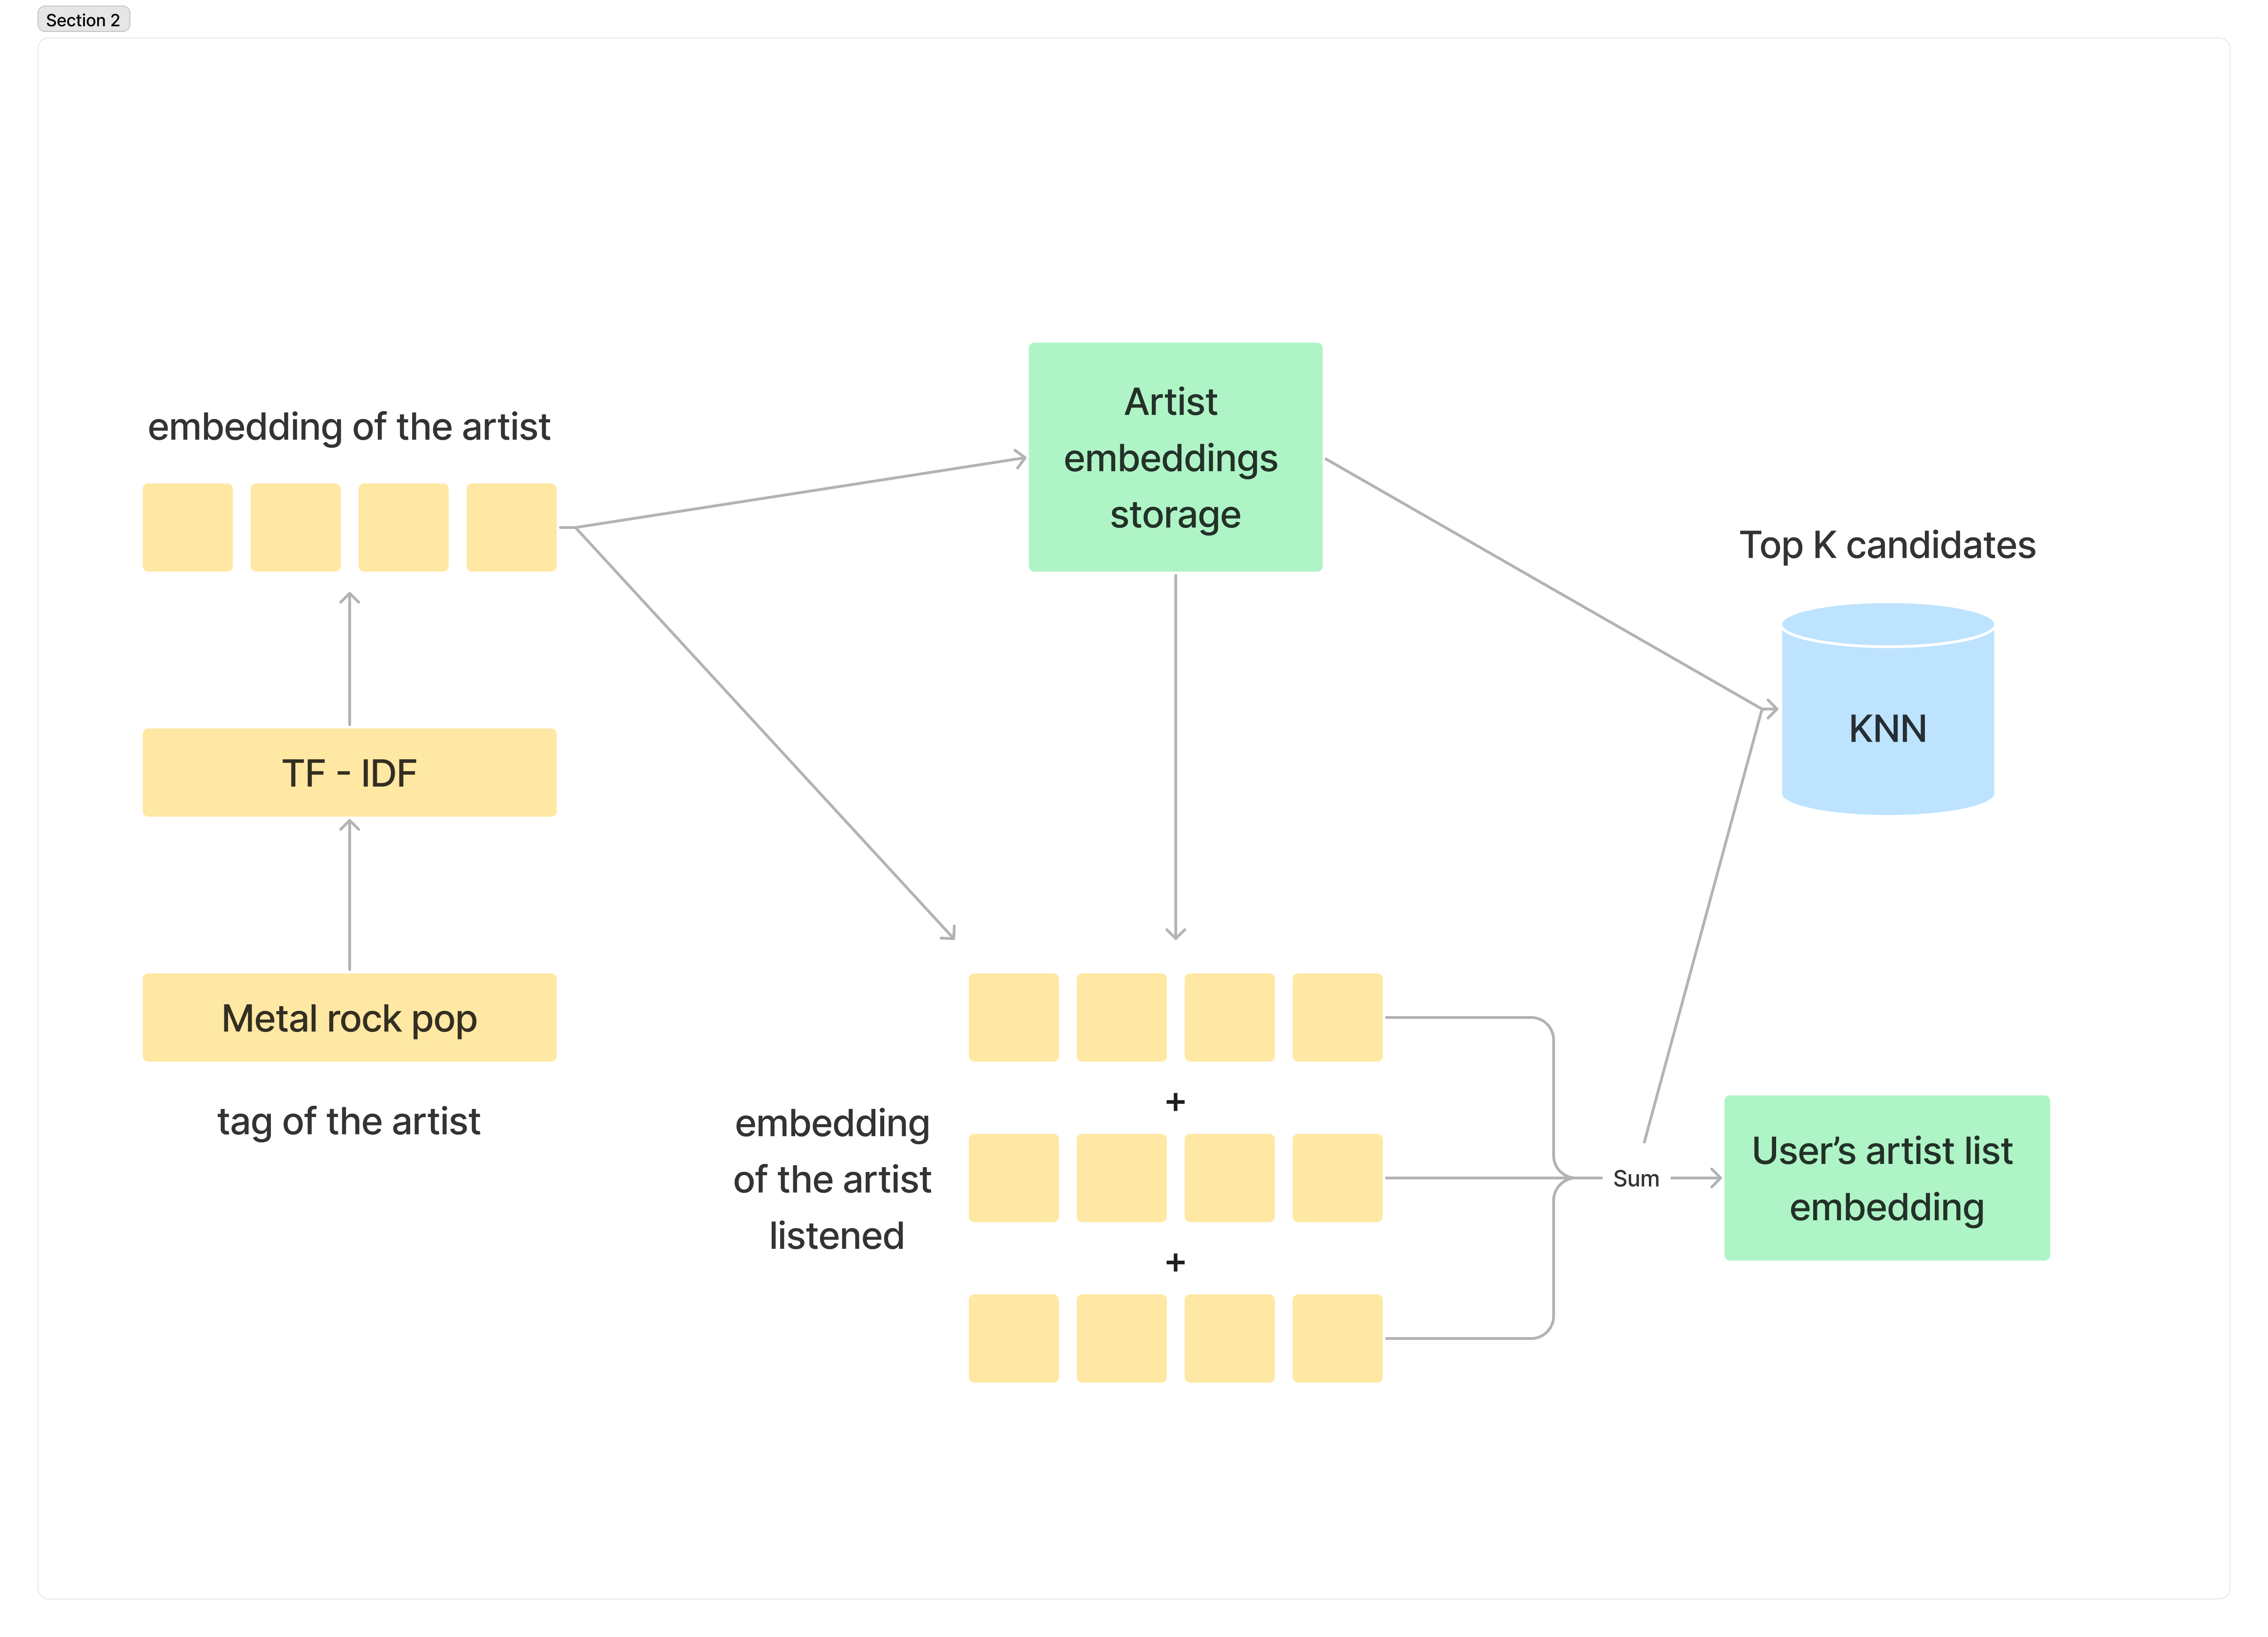 Section 2
embedding of the artist
TF - IDF
Metal rock pop
tag of the artist
Artist
embeddings
storage
embedding
of the artist
listened
+
+
Sum
Top K candidates
KNN
User's artist list
embedding